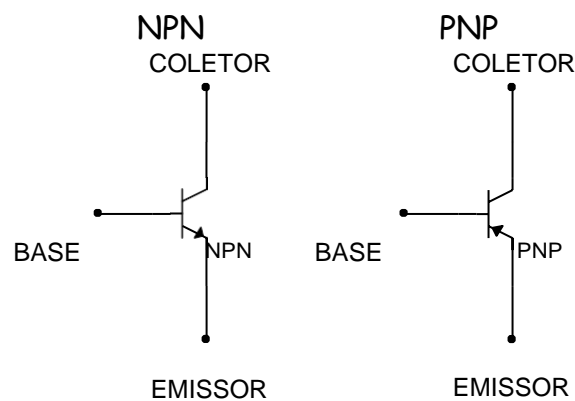 NPN
COLETOR
BASE
NPN
EMISSOR
PNP
COLETOR
BASE
PNP
EMISSOR